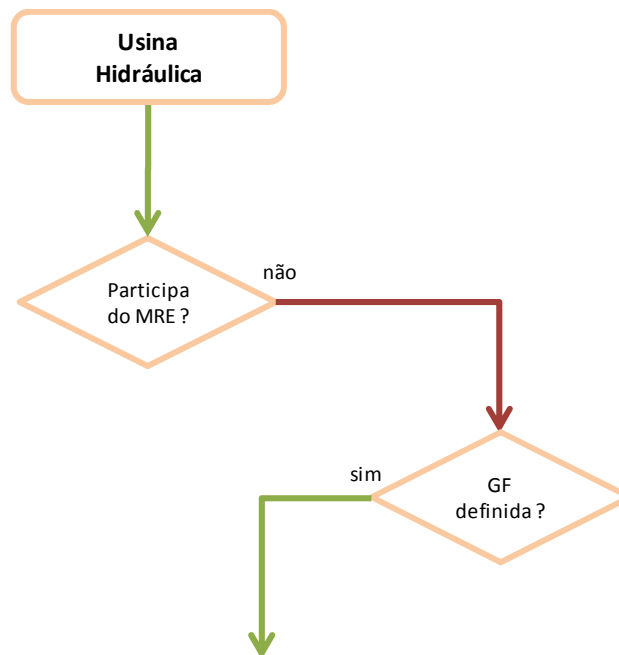 Usina
Hidráulica
Participa
do MRE ?
não
sim
GF
definida ?